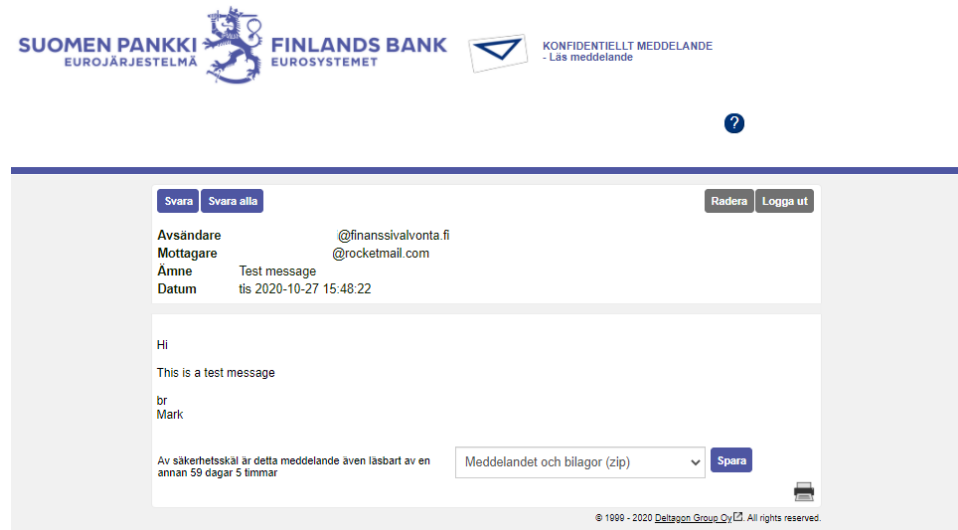 SUOMEN PANKKI
EUROJÄRJESTELMÄ
FINLANDS BANK
EUROSYSTEMET
KONFIDENTIELLT MEDDELANDE
- Läs meddelande
?
Svara Svara alla Radera Logga ut
Avsändare @finanssivalvonta.fi
Mottagare @rocketmail.com
Ämne Test message
Datum tis 2020-10-27 15:48:22
Hi
This is a test message
br
Mark
Av säkerhetsskäl är detta meddelande även läsbart av en
annan 59 dagar 5 timmar
Meddelandet och bilagor (zip) Spara
© 1999 - 2020 Deltagon Group Oy. All rights reserved.